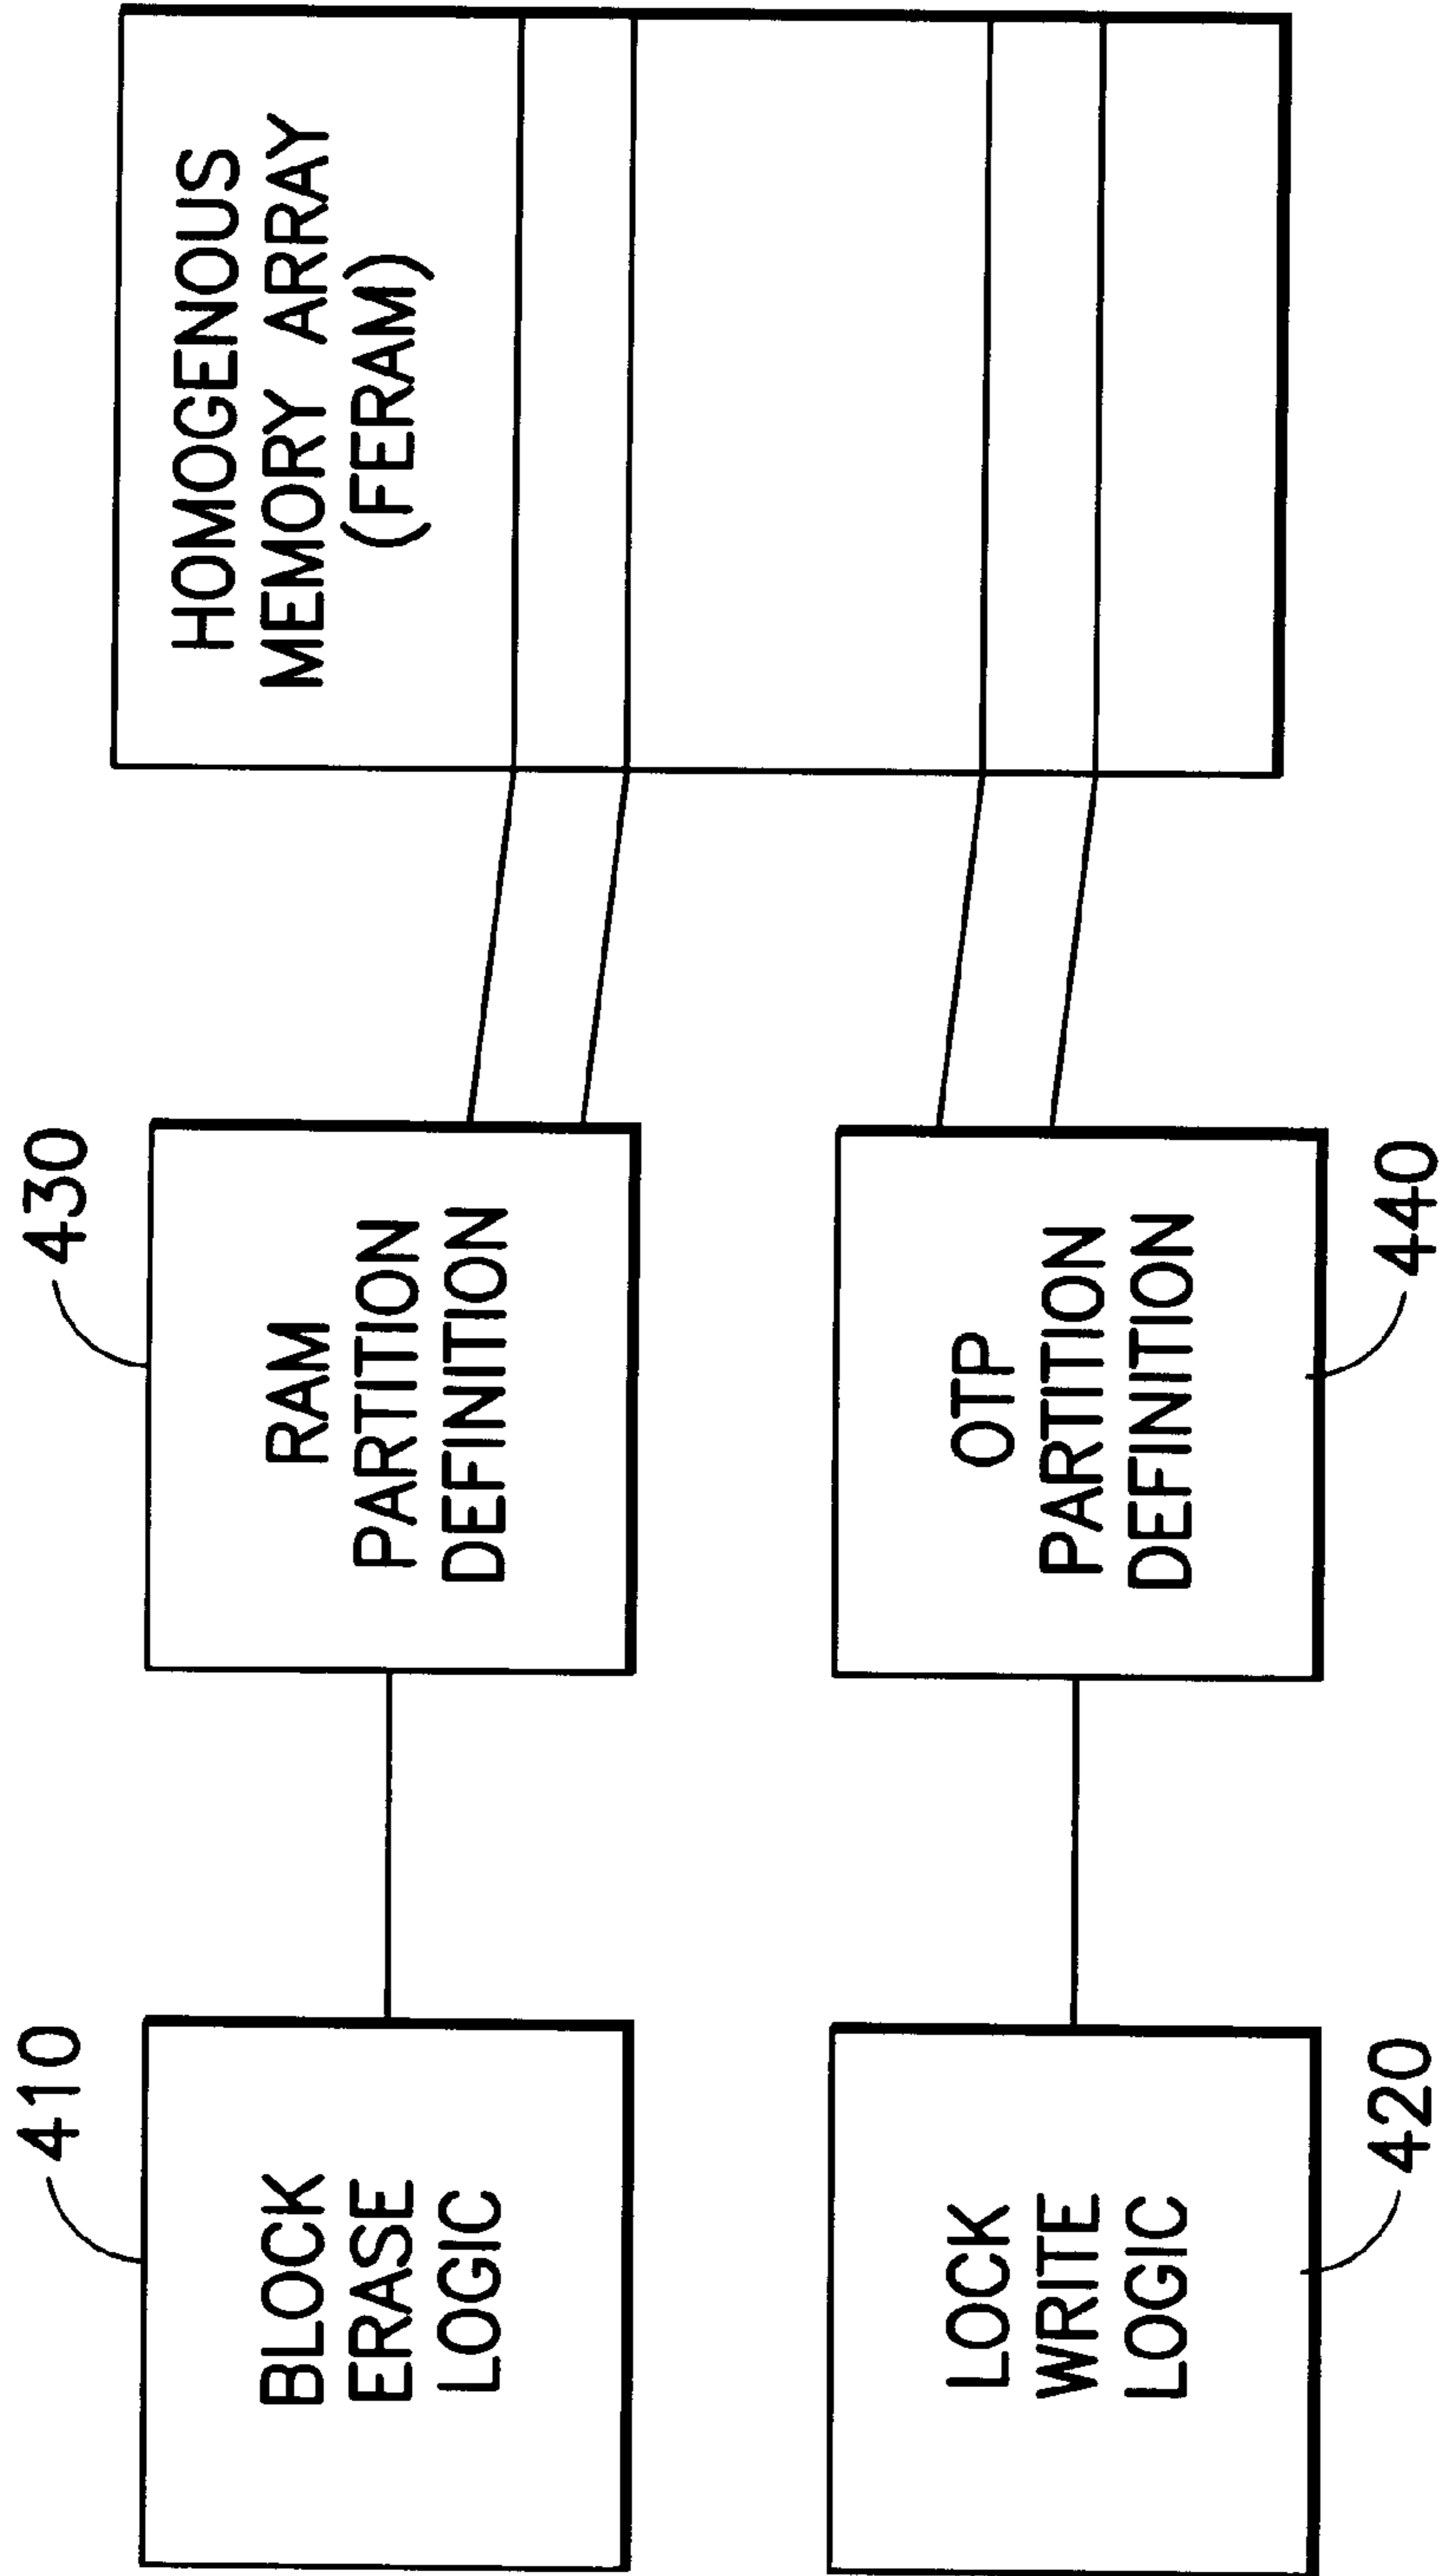 410
BLOCK
ERASE
LOGIC
430
RAM
PARTITION
DEFINITION
HOMOGENOUS
MEMORY ARRAY
(FERAM)
LOCK
WRITE
LOGIC
420
OTP
PARTITION
DEFINITION
440